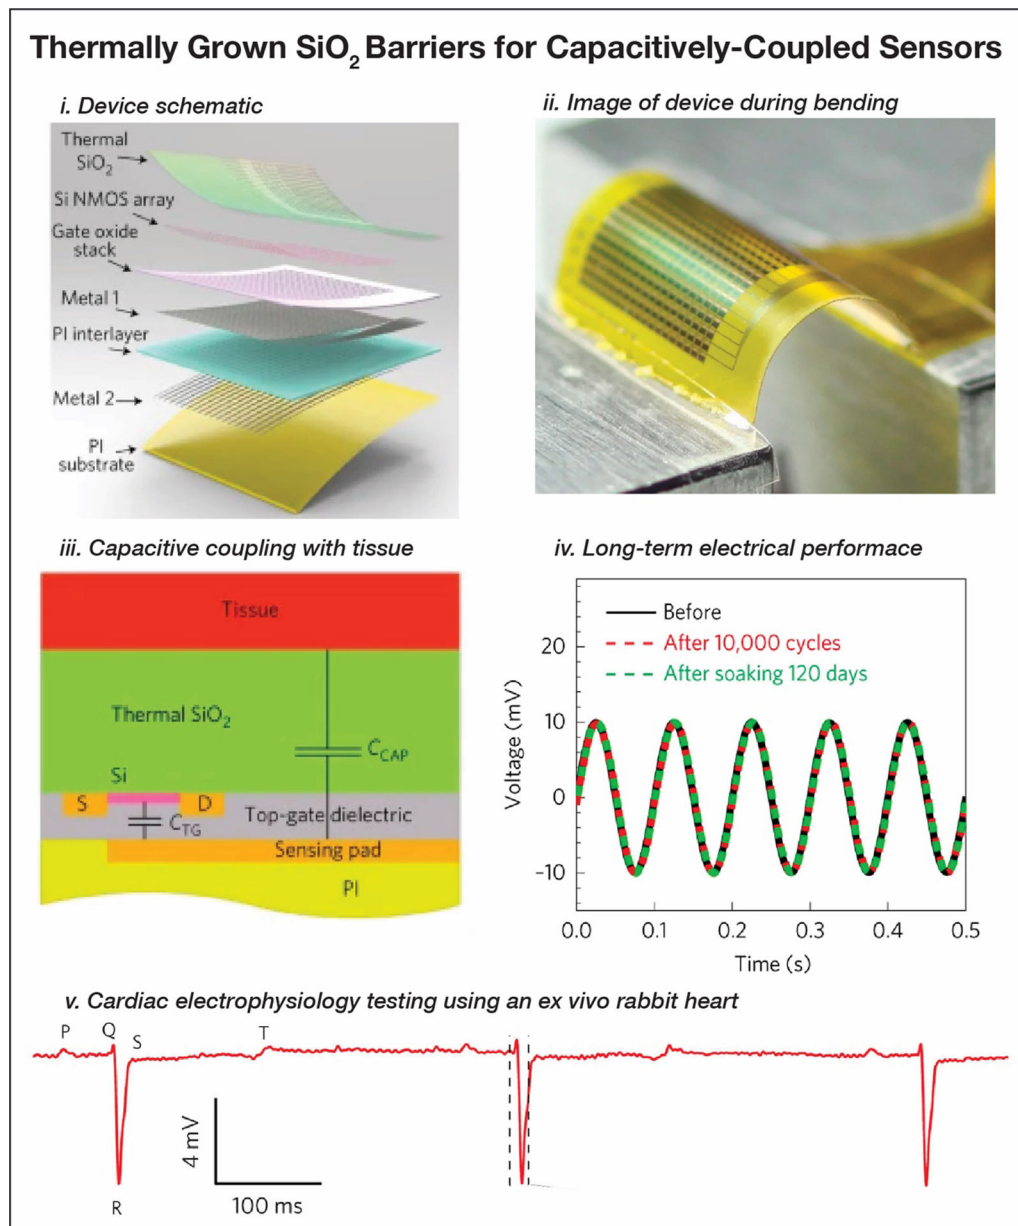 Thermally Grown SiO2 Barriers for Capacitively-Coupled Sensors
i. Device schematic
Thermal
SiO2
Si NMOS array
Gate oxide
stack
Metal 1
PI interlayer
Metal 2
PI
substrate
ii. Image of device during bending
iii. Capacitive coupling with tissue
Tissue
Thermal SiO2
CCAP
Si
S
D
CTG
Top-gate dielectric
Sensing pad
PI
iv. Long-term electrical performace
Before
After 10,000 cycles
After soaking 120 days
Voltage (mV)
20
10
0
-10
0.0 0.1 0.2 0.3 0.4 0.5
Time (s)
v. Cardiac electrophysiology testing using an ex vivo rabbit heart
P
Q
S
T
R
4 mV
100 ms